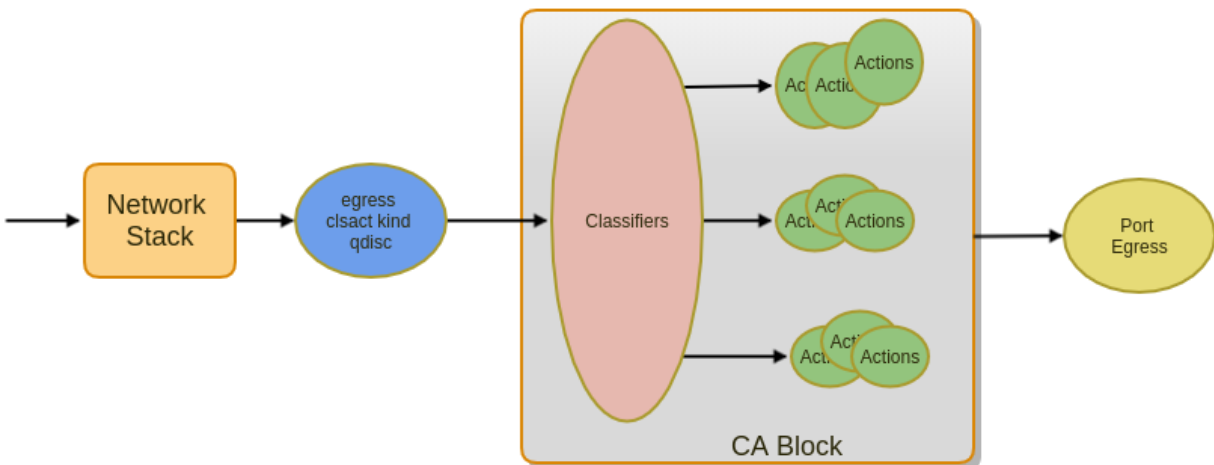 Network
Stack
egress
clsact kind
qdisc
Classifiers
Actions
Actions
Actions
CA Block
Port
Egress